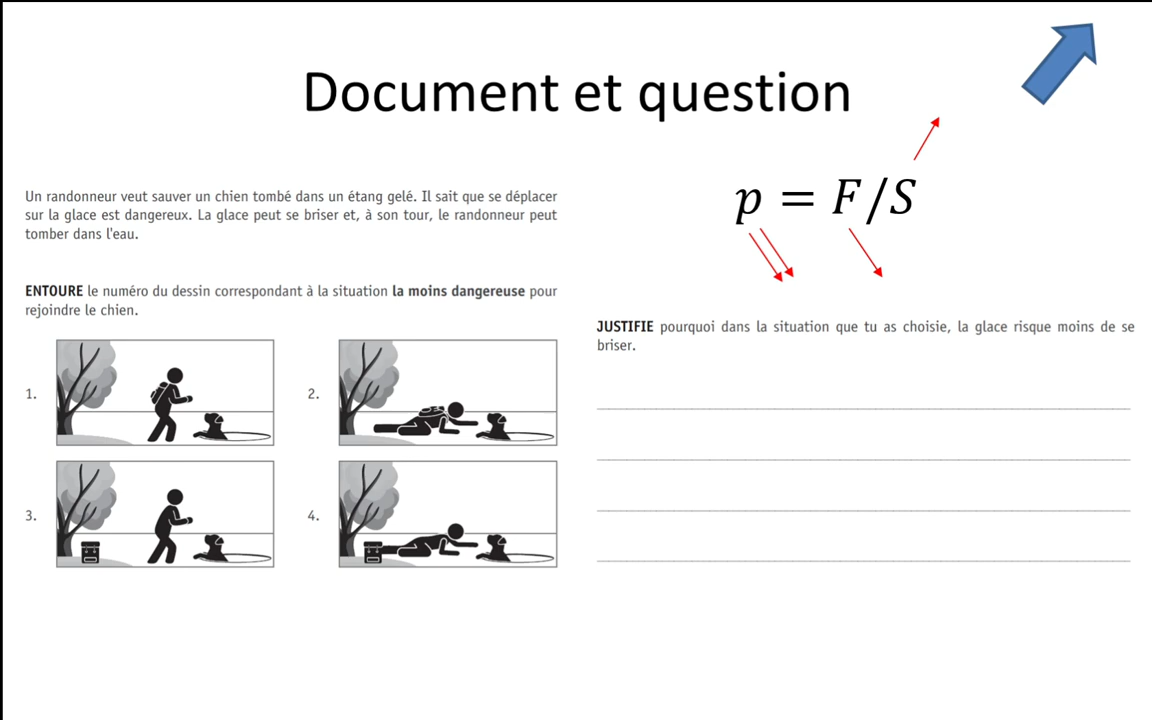 Document et question
Un randonneur veut sauver un chien tombé dans un étang gelé. Il sait que se déplacer
sur la glace est dangereux. La glace peut se briser et, à son tour, le randonneur peut
tomber dans l'eau.
ENTOURE le numéro du dessin correspondant à la situation la moins dangereuse pour
rejoindre le chien.
1.
2.
3.
4.
p = F/S
JUSTIFIE pourquoi dans la situation que tu as choisie, la glace risque moins de se
briser.